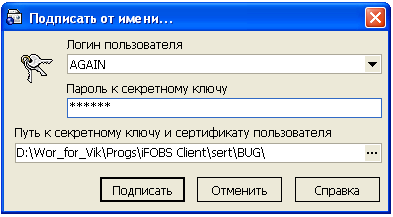 Подписать от имени...
Логин пользователя
AGAIN
Пароль к секретному ключу
******
Путь к секретному ключу и сертификату пользователя
D:\Wor_for_Vik\Progs\iFOBS Client\sert\BUG\ ...
Подписать Отменить Справка